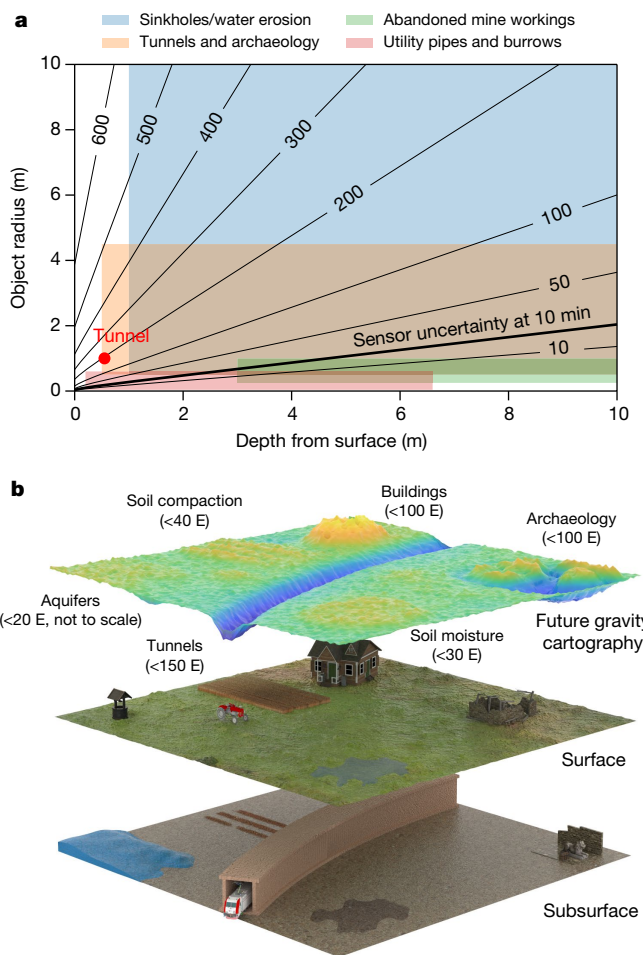 a
Sinkholes/water erosion
Abandoned mine workings
Tunnels and archaeology
Utility pipes and burrows
10
8
6
4
2
0
Object radius (m)
600
500
400
300
200
100
50
Sensor uncertainty at 10 min
10
Tunnel
0
2
4
6
8
10
Depth from surface (m)
b
Soil compaction
(<40 E)
Buildings
(<100 E)
Archaeology
(<100 E)
Aquifers
(<20 E, not to scale)
Tunnels
(<150 E)
Soil moisture
(<30 E)
Future gravity
cartography
Surface
Subsurface